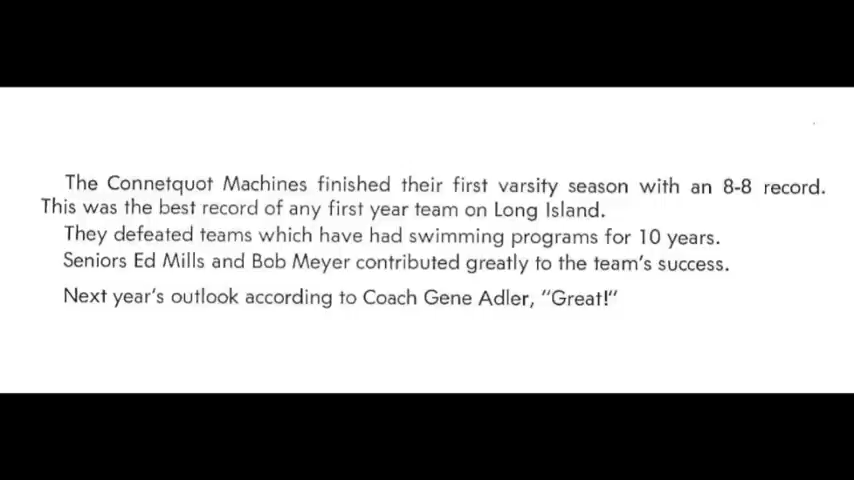 The Connetquot Machines finished their first varsity season with an 8-8 record.
This was the best record of any first year team on Long Island.
They defeated teams which have had swimming programs for 10 years.
Seniors Ed Mills and Bob Meyer contributed greatly to the team's success.
Next year's outlook according to Coach Gene Adler, "Great!"